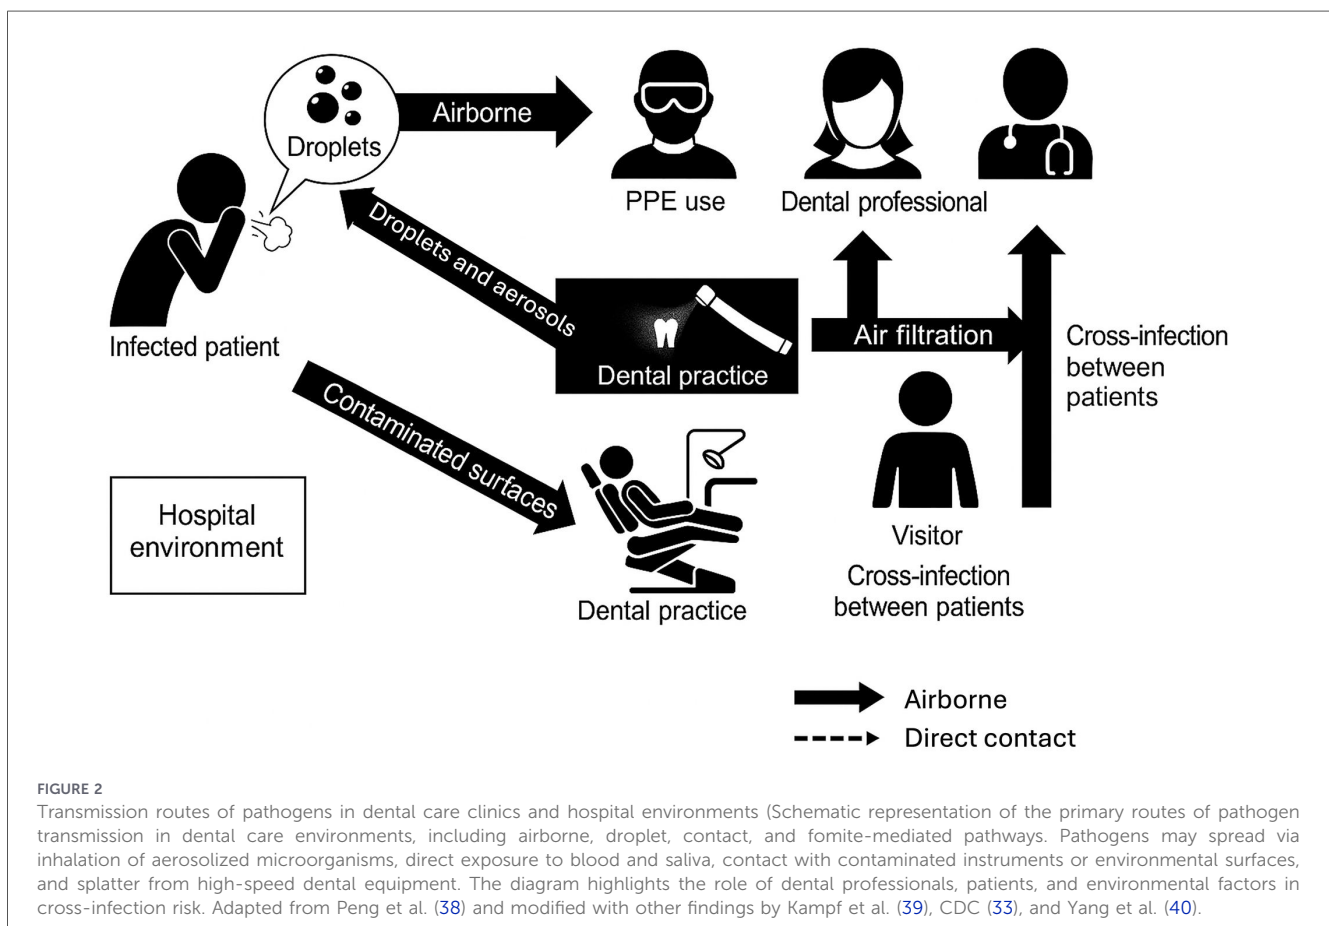 Droplets
Airborne
PPE use
Dental professional
Droplets and aerosols
Infected patient
Dental practice
Air filtration
Cross-infection
between
patients
Contaminated surfaces
Hospital
environment
Dental practice
Visitor
Cross-infection
between patients
Airborne
Direct contact
FIGURE 2
Transmission routes of pathogens in dental care clinics and hospital environments (Schematic representation of the primary routes of pathogen
transmission in dental care environments, including airborne, droplet, contact, and fomite-mediated pathways. Pathogens may spread via
inhalation of aerosolized microorganisms, direct exposure to blood and saliva, contact with contaminated instruments or environmental surfaces,
and splatter from high-speed dental equipment. The diagram highlights the role of dental professionals, patients, and environmental factors in
cross-infection risk. Adapted from Peng et al. (38) and modified with other findings by Kampf et al. (39), CDC (33), and Yang et al. (40).